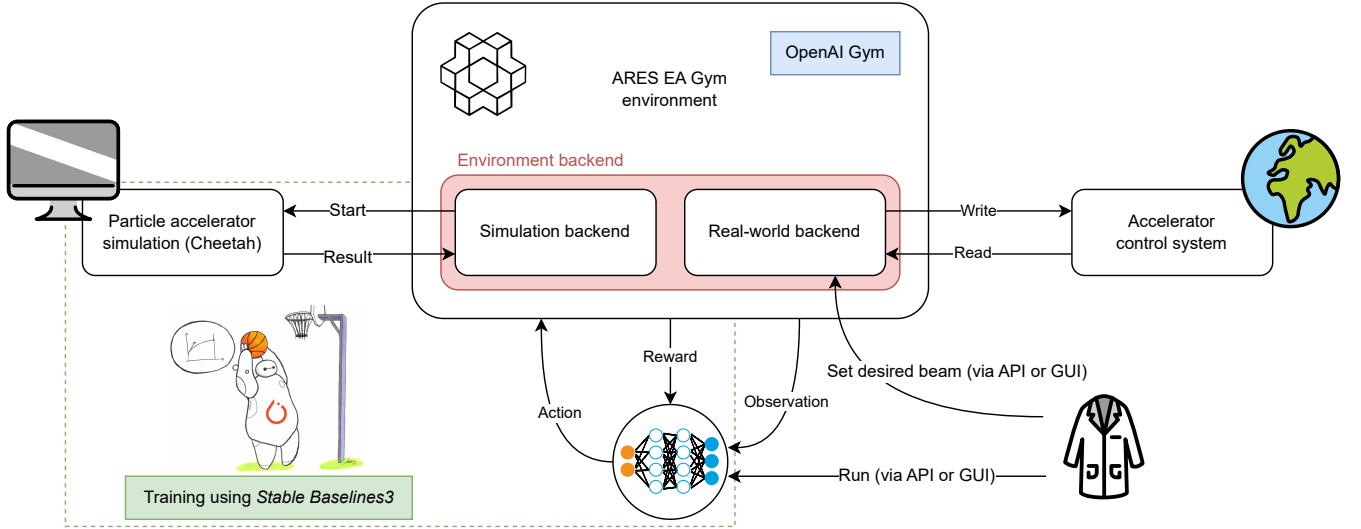 OpenAI Gym
ARES EA Gym
environment
Environment backend
Particle accelerator
simulation (Cheetah)
Start
Result
Simulation backend
Real-world backend
Write
Read
Accelerator
control system
Reward
Action
Observation
Set desired beam (via API or GUI)
Run (via API or GUI)
Training using Stable Baselines3